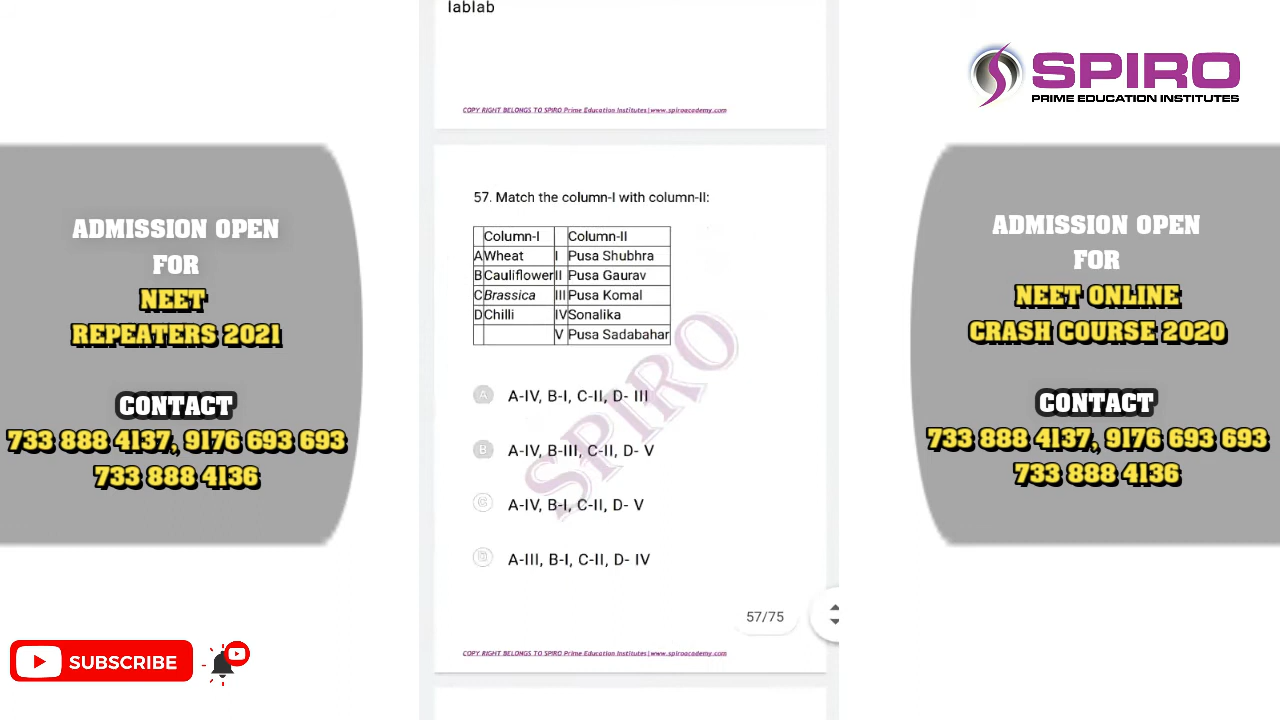 lablab
COPY RIGHT BELONGS TO SPIRO Prime Education Institutes|www.spiroacademy.com
SPIRO
PRIME EDUCATION INSTITUTES
ADMISSION OPEN
FOR
NEET
REPEATERS 2021
CONTACT
733 888 4137, 9176 693 693
733 888 4136
57. Match the column-I with column-II:
Column-I Column-II
A Wheat I Pusa Shubhra
B Cauliflower II Pusa Gaurav
C Brassica III Pusa Komal
D Chilli IV Sonalika
V Pusa Sadabahar
SPIRO
A A-IV, B-I, C-II, D- III
B A-IV, B-III, C-II, D- V
C A-IV, B-I, C-II, D- V
D A-III, B-I, C-II, D- IV
57/75
COPY RIGHT BELONGS TO SPIRO Prime Education Institutes|www.spiroacademy.com
ADMISSION OPEN
FOR
NEET ONLINE
CRASH COURSE 2020
CONTACT
733 888 4137, 9176 693 693
733 888 4136
SUBSCRIBE